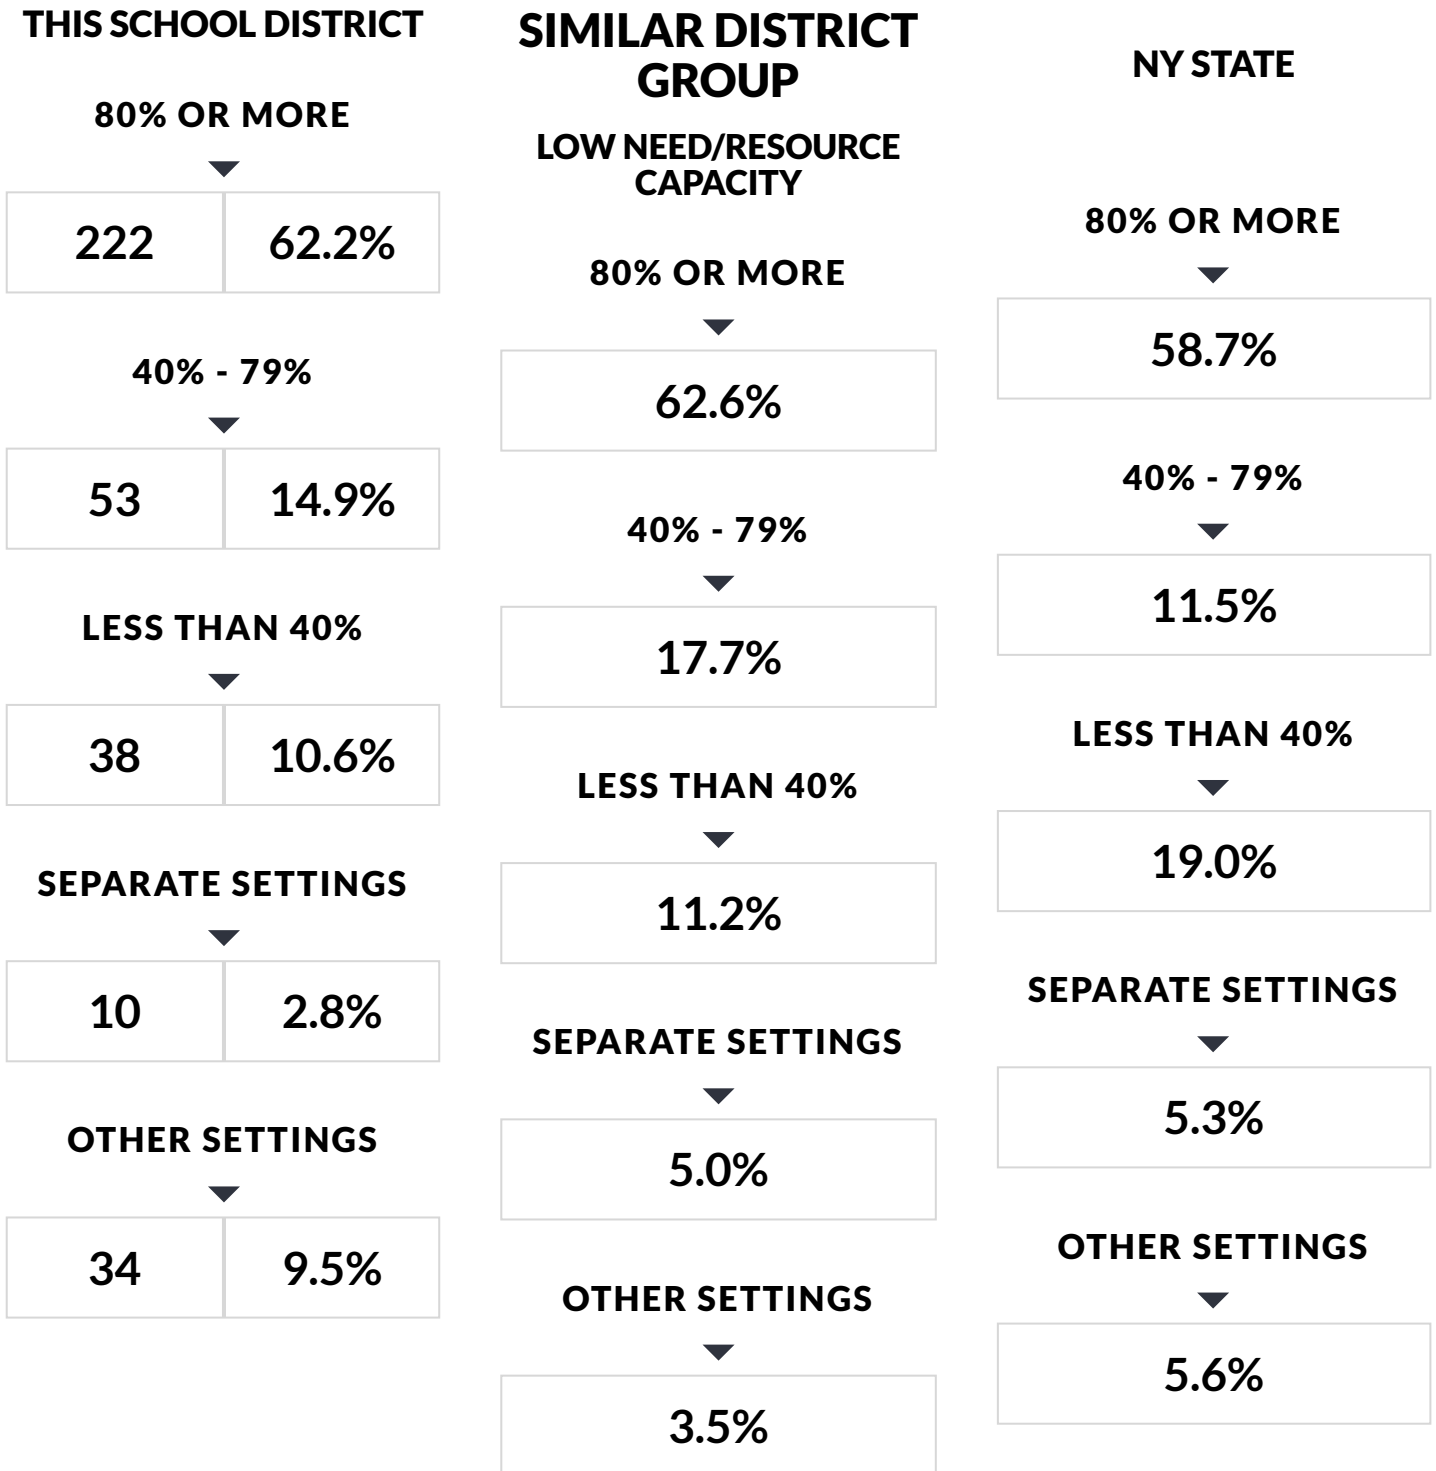 THIS SCHOOL DISTRICT
80% OR MORE
222 62.2%
40% - 79%
53 14.9%
LESS THAN 40%
38 10.6%
SEPARATE SETTINGS
10 2.8%
OTHER SETTINGS
34 9.5%
SIMILAR DISTRICT
GROUP
LOW NEED/RESOURCE
CAPACITY
80% OR MORE
62.6%
40% - 79%
17.7%
LESS THAN 40%
11.2%
SEPARATE SETTINGS
5.0%
OTHER SETTINGS
3.5%
NY STATE
80% OR MORE
58.7%
40% - 79%
11.5%
LESS THAN 40%
19.0%
SEPARATE SETTINGS
5.3%
OTHER SETTINGS
5.6%